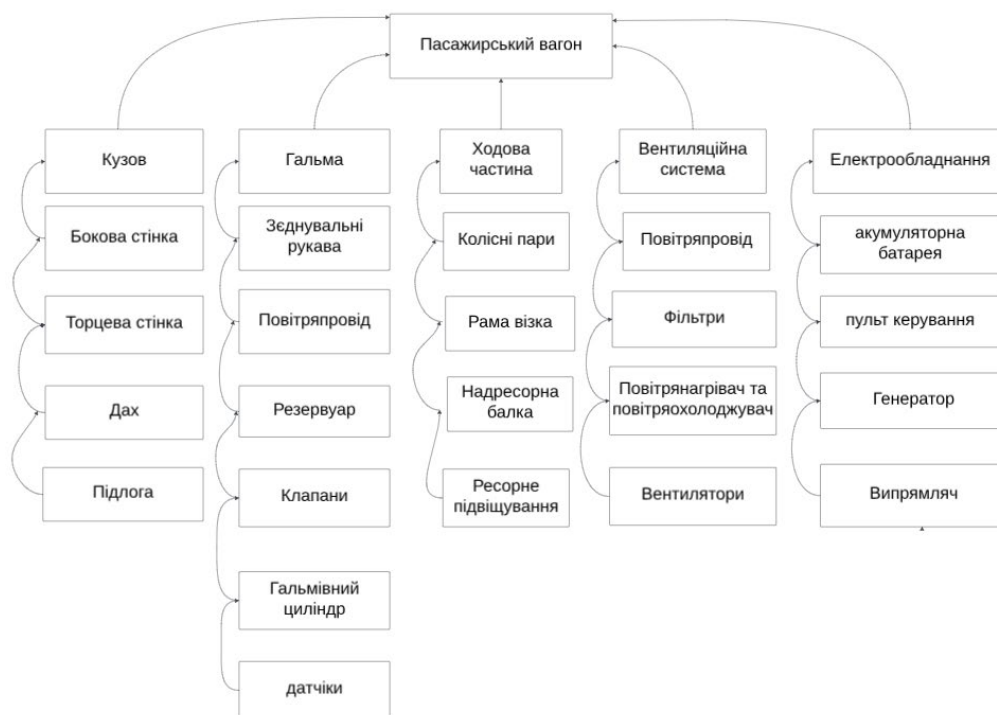 Пасажирський вагон
Кузов
Бокова стінка
Торцева стінка
Дах
Підлога
Гальма
Зєднувальні
рукава
Повітряпровід
Резервуар
Клапани
Гальмівний
циліндр
датчіки
Ходова
частина
Колісні пари
Рама візка
Надресорна
балка
Ресорне
підвіщування
Вентиляційна
система
Повітряпровід
Фільтри
Повітрянагрівач та
повітряохолоджувач
Вентилятори
Електрообладнання
акумуляторна
батарея
пульт керування
Генератор
Випрямляч